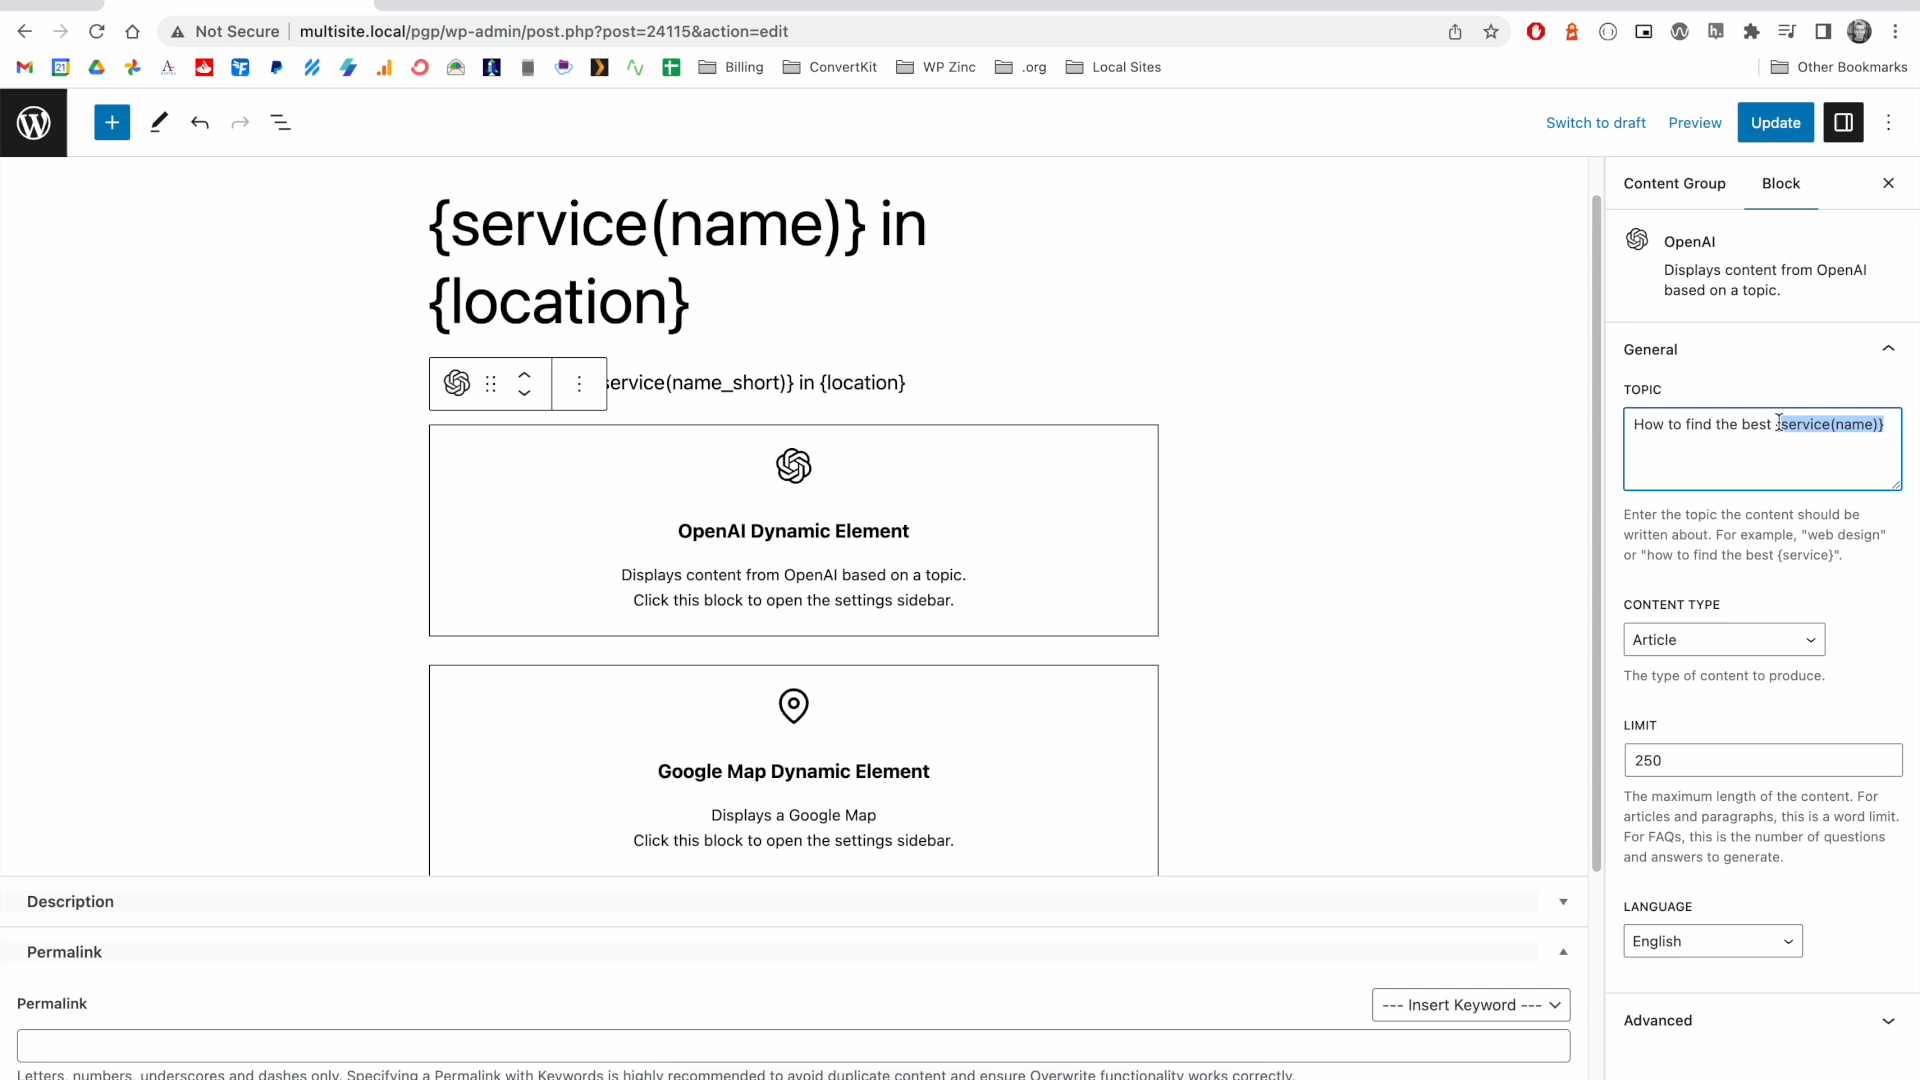 Not Secure multisite.local/pgp/wp-admin/post.php?post=24115&action=edit
Billing ConvertKit WP Zinc .org Local Sites Other Bookmarks
Switch to draft Preview Update
{service(name)} in
{location}
service(name_short)} in {location}
OpenAI Dynamic Element
Displays content from OpenAI based on a topic.
Click this block to open the settings sidebar.
Google Map Dynamic Element
Displays a Google Map
Click this block to open the settings sidebar.
Description
Permalink
Permalink
--- Insert Keyword ---
Letters, numbers, underscores and dashes only. Specifying a Permalink with Keywords is highly recommended to avoid duplicate content and ensure Overwrite functionality works correctly.
Content Group Block
OpenAI
Displays content from OpenAI
based on a topic.
General
TOPIC
How to find the best {service(name)}
Enter the topic the content should be
written about. For example, "web design"
or "how to find the best {service}".
CONTENT TYPE
Article
The type of content to produce.
LIMIT
250
The maximum length of the content. For
articles and paragraphs, this is a word limit.
For FAQs, this is the number of questions
and answers to generate.
LANGUAGE
English
Advanced